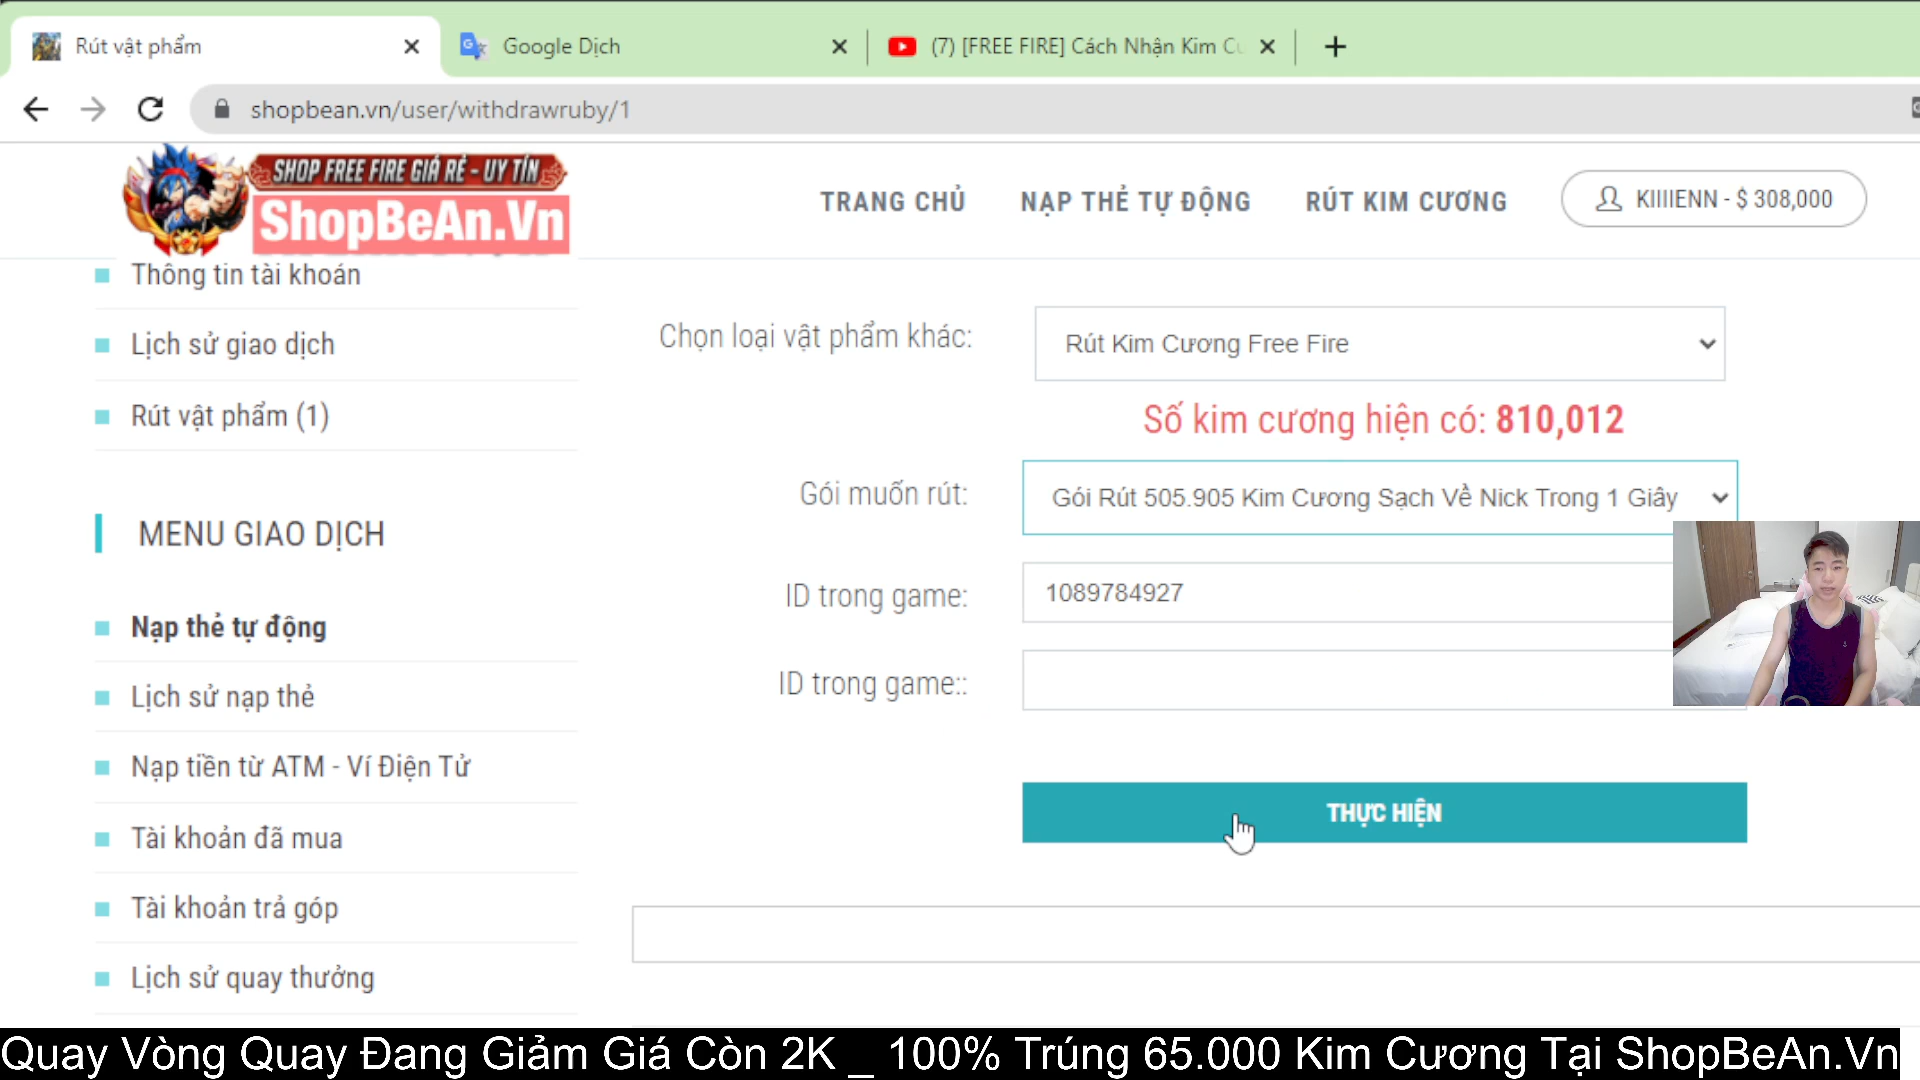 Rút vật phẩm
Google Dịch
(7) [FREE FIRE] Cách Nhận Kim Cư
shopbean.vn/user/withdrawruby/1
SHOP FREE FIRE GIÁ RẺ - UY TÍN
ShopBeAn.Vn
TRANG CHỦ
NẠP THẺ TỰ ĐỘNG
RÚT KIM CƯƠNG
KIIIIENN - $ 308,000
Thông tin tài khoản
Lịch sử giao dịch
Rút vật phẩm (1)
MENU GIAO DỊCH
Nạp thẻ tự động
Lịch sử nạp thẻ
Nạp tiền từ ATM - Ví Điện Tử
Tài khoản đã mua
Tài khoản trả góp
Lịch sử quay thưởng
Chọn loại vật phẩm khác:
Rút Kim Cương Free Fire
Số kim cương hiện có: 810,012
Gói muốn rút:
Gói Rút 505.905 Kim Cương Sạch Về Nick Trong 1 Giây
ID trong game:
1089784927
ID trong game::
THỰC HIỆN
Quay Vòng Quay Đang Giảm Giá Còn 2K _ 100% Trúng 65.000 Kim Cương Tại ShopBeAn.Vn